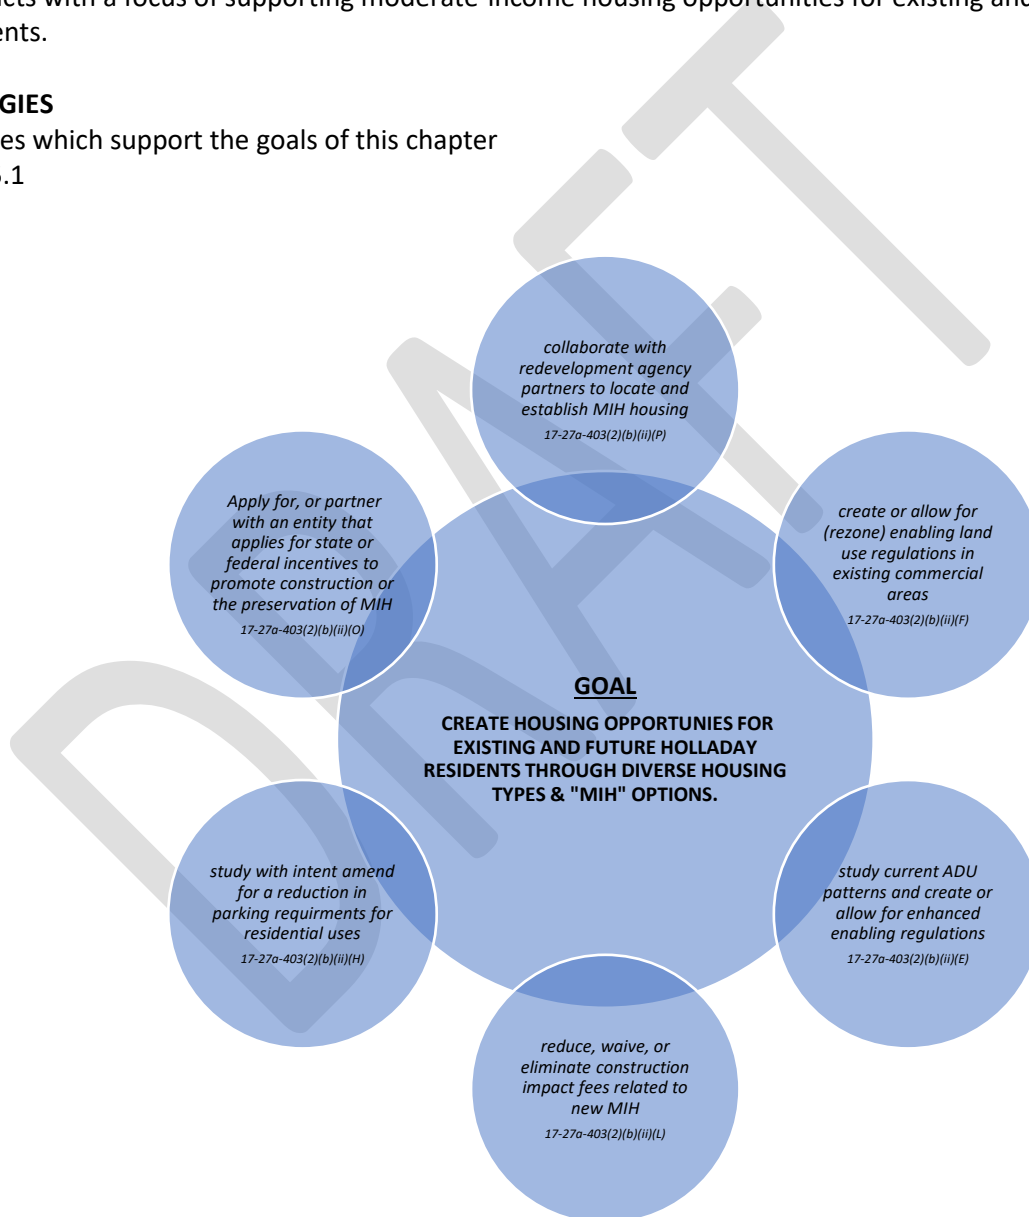 cts with a focus of supporting moderate-income housing opportunities for existing and
ents.
GIES
es which support the goals of this chapter
.1
collaborate with
redevelopment agency
partners to locate and
establish MIH housing
17-27a-403(2)(b)(ii)(P)
Apply for, or partner
with an entity that
applies for state or
federal incentives to
promote construction or
the preservation of MIH
17-27a-403(2)(b)(ii)(O)
create or allow for
(rezone) enabling land
use regulations in
existing commercial
areas
17-27a-403(2)(b)(ii)(F)
GOAL
CREATE HOUSING OPPORTUNIES FOR
EXISTING AND FUTURE HOLLADAY
RESIDENTS THROUGH DIVERSE HOUSING
TYPES & "MIH" OPTIONS.
study with intent amend
for a reduction in
parking requirments for
residential uses
17-27a-403(2)(b)(ii)(H)
study current ADU
patterns and create or
allow for enhanced
enabling regulations
17-27a-403(2)(b)(ii)(E)
reduce, waive, or
eliminate construction
impact fees related to
new MIH
17-27a-403(2)(b)(ii)(L)
DRAFT